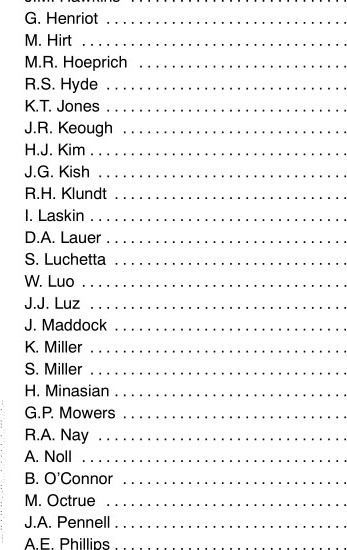 G. Henriot . . . . . . . . . . . . . . . . . . . . . . . . . . . . . .
M. Hirt . . . . . . . . . . . . . . . . . . . . . . . . . . . . . . . .
M.R. Hoeprich . . . . . . . . . . . . . . . . . . . . . . . . .
R.S. Hyde . . . . . . . . . . . . . . . . . . . . . . . . . . . . . .
K.T. Jones . . . . . . . . . . . . . . . . . . . . . . . . . . . . . .
J.R. Keough . . . . . . . . . . . . . . . . . . . . . . . . . . .
H.J. Kim . . . . . . . . . . . . . . . . . . . . . . . . . . . . . . .
J.G. Kish . . . . . . . . . . . . . . . . . . . . . . . . . . . . . . .
R.H. Klundt . . . . . . . . . . . . . . . . . . . . . . . . . . . .
I. Laskin . . . . . . . . . . . . . . . . . . . . . . . . . . . . . . . .
D.A. Lauer . . . . . . . . . . . . . . . . . . . . . . . . . . . . .
S. Luchetta . . . . . . . . . . . . . . . . . . . . . . . . . . . .
W. Luo . . . . . . . . . . . . . . . . . . . . . . . . . . . . . . . .
J.J. Luz . . . . . . . . . . . . . . . . . . . . . . . . . . . . . . . .
J. Maddock . . . . . . . . . . . . . . . . . . . . . . . . . . . .
K. Miller . . . . . . . . . . . . . . . . . . . . . . . . . . . . . . .
S. Miller . . . . . . . . . . . . . . . . . . . . . . . . . . . . . . .
H. Minasian . . . . . . . . . . . . . . . . . . . . . . . . . . . .
G.P. Mowers . . . . . . . . . . . . . . . . . . . . . . . . . . .
R.A. Nay . . . . . . . . . . . . . . . . . . . . . . . . . . . . . . .
A. Noll . . . . . . . . . . . . . . . . . . . . . . . . . . . . . . . .
B. O’Connor . . . . . . . . . . . . . . . . . . . . . . . . . . . .
M. Octrue . . . . . . . . . . . . . . . . . . . . . . . . . . . . . .
J.A. Pennell . . . . . . . . . . . . . . . . . . . . . . . . . . . .
A.E. Phillips . . . . . . . . . . . . . . . . . . . . . . . . . . . .